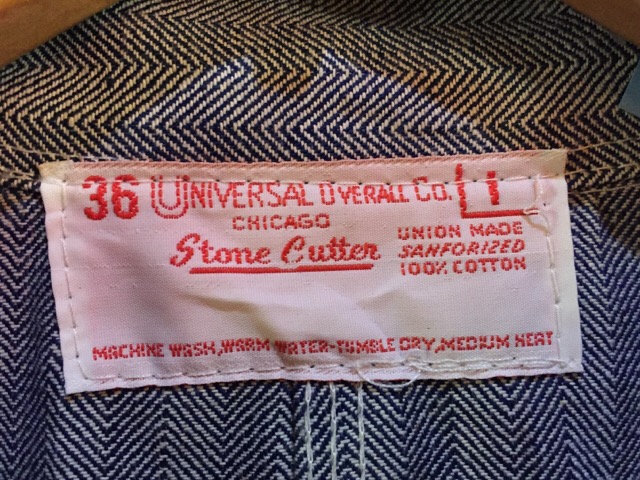 36 UNIVERSAL OVERALL CO.
CHICAGO
Stone Cutter
UNION MADE
SANFORIZED
100% COTTON
MACHINE WASH, WARM WATER-TUMBLE DRY, MEDIUM HEAT